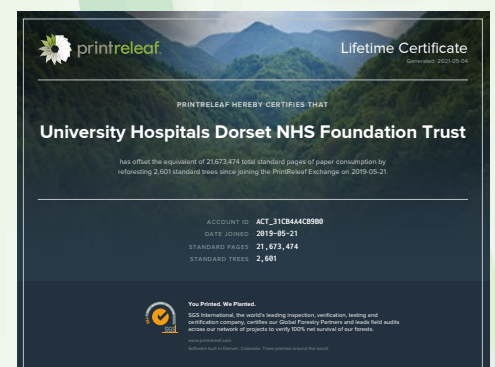 printreleaf.
Lifetime Certificate
Generated: 2021-05-04
PRINTRELEAF HEREBY CERTIFIES THAT
University Hospitals Dorset NHS Foundation Trust
has offset the equivalent of 21,673,474 total standard pages of paper consumption by
reforesting 2,601 standard trees since joining the PrintReleaf Exchange on 2019-05-21.
ACCOUNT ID ACT_31CB4A4CB9B0
DATE JOINED 2019-05-21
STANDARD PAGES 21,673,474
STANDARD TREES 2,601
SGS
You Printed. We Planted.
SGS International, the world's leading inspection, verification, testing and
certification company, certifies our Global Forestry Partners and leads field audits
across our network of projects to verify 100% net survival of our forests.
www.printreleaf.com
Software built in Denver, Colorado. Trees planted around the world.